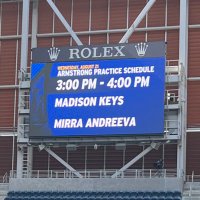 ROLEX
WEDNESDAY, AUGUST 21
ARMSTRONG PRACTICE SCHEDULE
3:00 PM - 4:00 PM
MADISON KEYS
MIRRA ANDREEVA